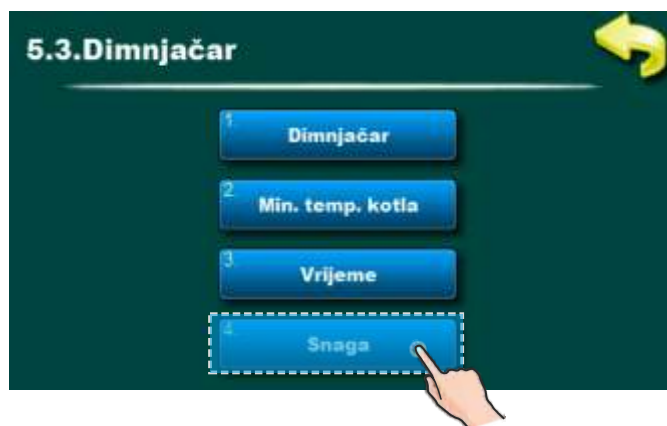 5.3.Dimnjačar
1
Dimnjačar
2
Min. temp. kotla
3
Vrijeme
4
Snaga